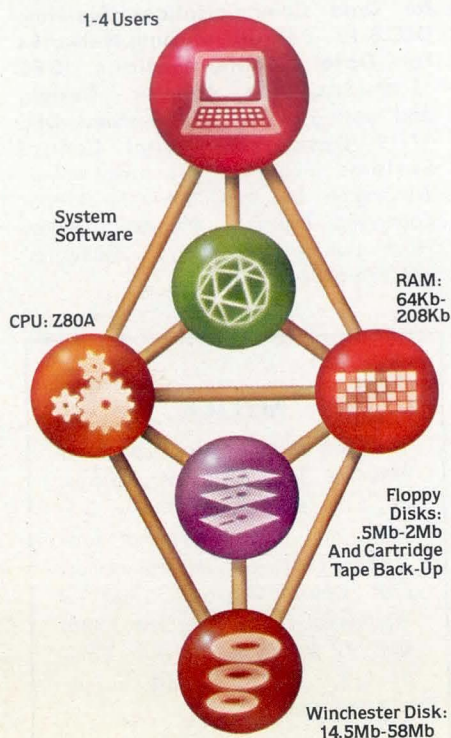 1-4 Users
System
Software
CPU: Z80A
RAM:
64Kb-
208Kb
Floppy
Disks:
.5Mb-2Mb
And Cartridge
Tape Back-Up
Winchester Disk:
14.5Mb-58Mb